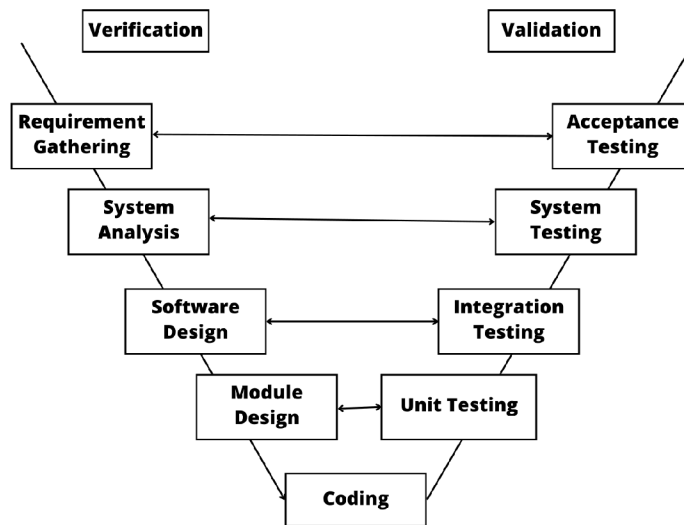 Verification
Validation
Requirement
Gathering
Acceptance
Testing
System
Analysis
System
Testing
Software
Design
Integration
Testing
Module
Design
Unit Testing
Coding